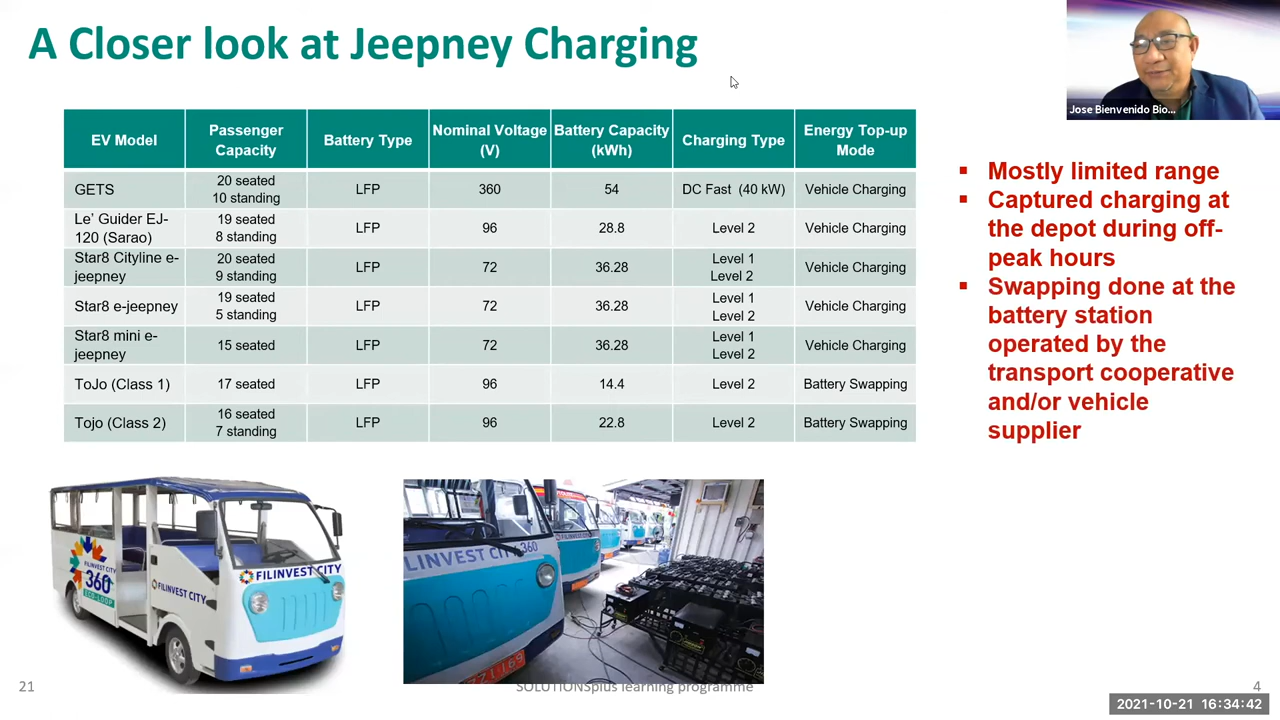 A Closer look at Jeepney Charging
Jose Bienvenido Bio...
EV Model
Passenger
Capacity
Battery Type
Nominal Voltage
(V)
Battery Capacity
(kWh)
Charging Type
Energy Top-up
Mode
GETS
20 seated
10 standing
LFP
360
54
DC Fast (40 kW)
Vehicle Charging
Le' Guider EJ-
120 (Sarao)
19 seated
8 standing
LFP
96
28.8
Level 2
Vehicle Charging
Star8 Cityline e-
jeepney
20 seated
9 standing
LFP
72
36.28
Level 1
Level 2
Vehicle Charging
Star8 e-jeepney
19 seated
5 standing
LFP
72
36.28
Level 1
Level 2
Vehicle Charging
Star8 mini e-
jeepney
15 seated
LFP
72
36.28
Level 1
Level 2
Vehicle Charging
ToJo (Class 1)
17 seated
LFP
96
14.4
Level 2
Battery Swapping
Tojo (Class 2)
16 seated
7 standing
LFP
96
22.8
Level 2
Battery Swapping
▪ Mostly limited range
▪ Captured charging at
the depot during off-
peak hours
▪ Swapping done at the
battery station
operated by the
transport cooperative
and/or vehicle
supplier
FILINVEST CITY
360
ECO-LOOP
FILINVEST CITY
FILINVEST CITY
LINVEST CITY 360
21
SOLUTIONSplus learning programme
4
2021-10-21 16:34:42